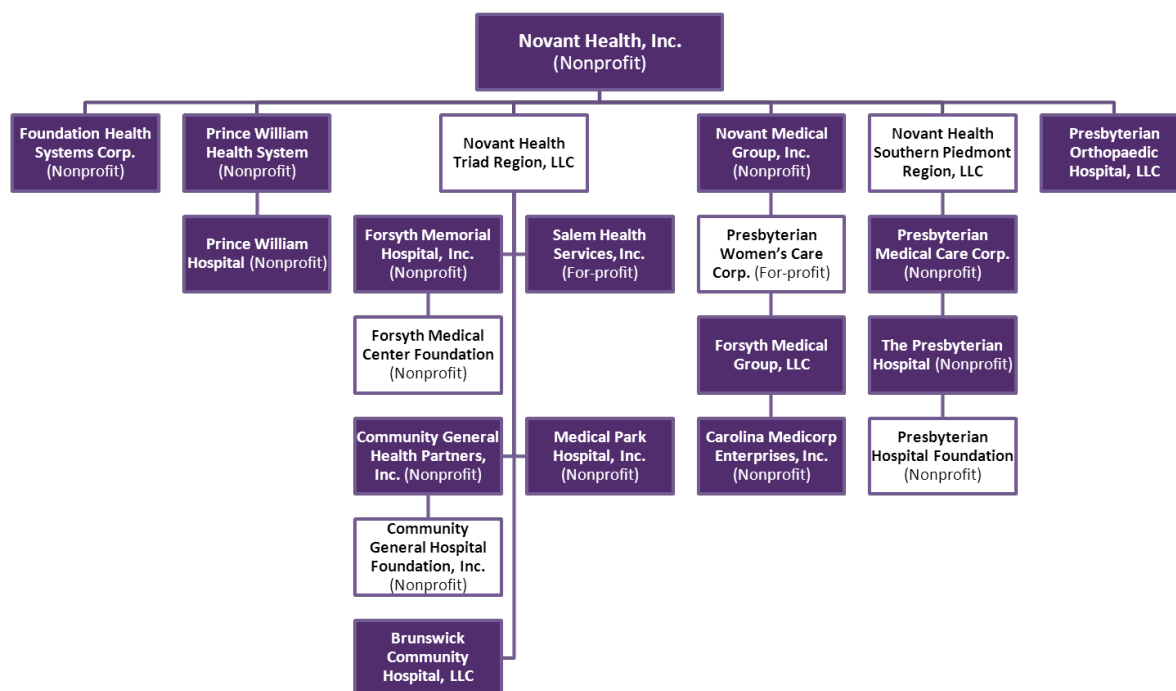 Novant Health, Inc.
(Nonprofit)
Foundation Health
Systems Corp.
(Nonprofit)
Prince William
Health System
(Nonprofit)
Novant Health
Triad Region, LLC
Novant Medical
Group, Inc.
(Nonprofit)
Novant Health
Southern Piedmont
Region, LLC
Presbyterian
Orthopaedic
Hospital, LLC
Prince William
Hospital (Nonprofit)
Forsyth Memorial
Hospital, Inc.
(Nonprofit)
Salem Health
Services, Inc.
(For-profit)
Presbyterian
Women's Care
Corp. (For-profit)
Presbyterian
Medical Care Corp.
(Nonprofit)
Forsyth Medical
Center Foundation
(Nonprofit)
Forsyth Medical
Group, LLC
The Presbyterian
Hospital (Nonprofit)
Community General
Health Partners,
Inc. (Nonprofit)
Medical Park
Hospital, Inc.
(Nonprofit)
Carolina Medicorp
Enterprises, Inc.
(Nonprofit)
Presbyterian
Hospital Foundation
(Nonprofit)
Community
General Hospital
Foundation, Inc.
(Nonprofit)
Brunswick
Community
Hospital, LLC